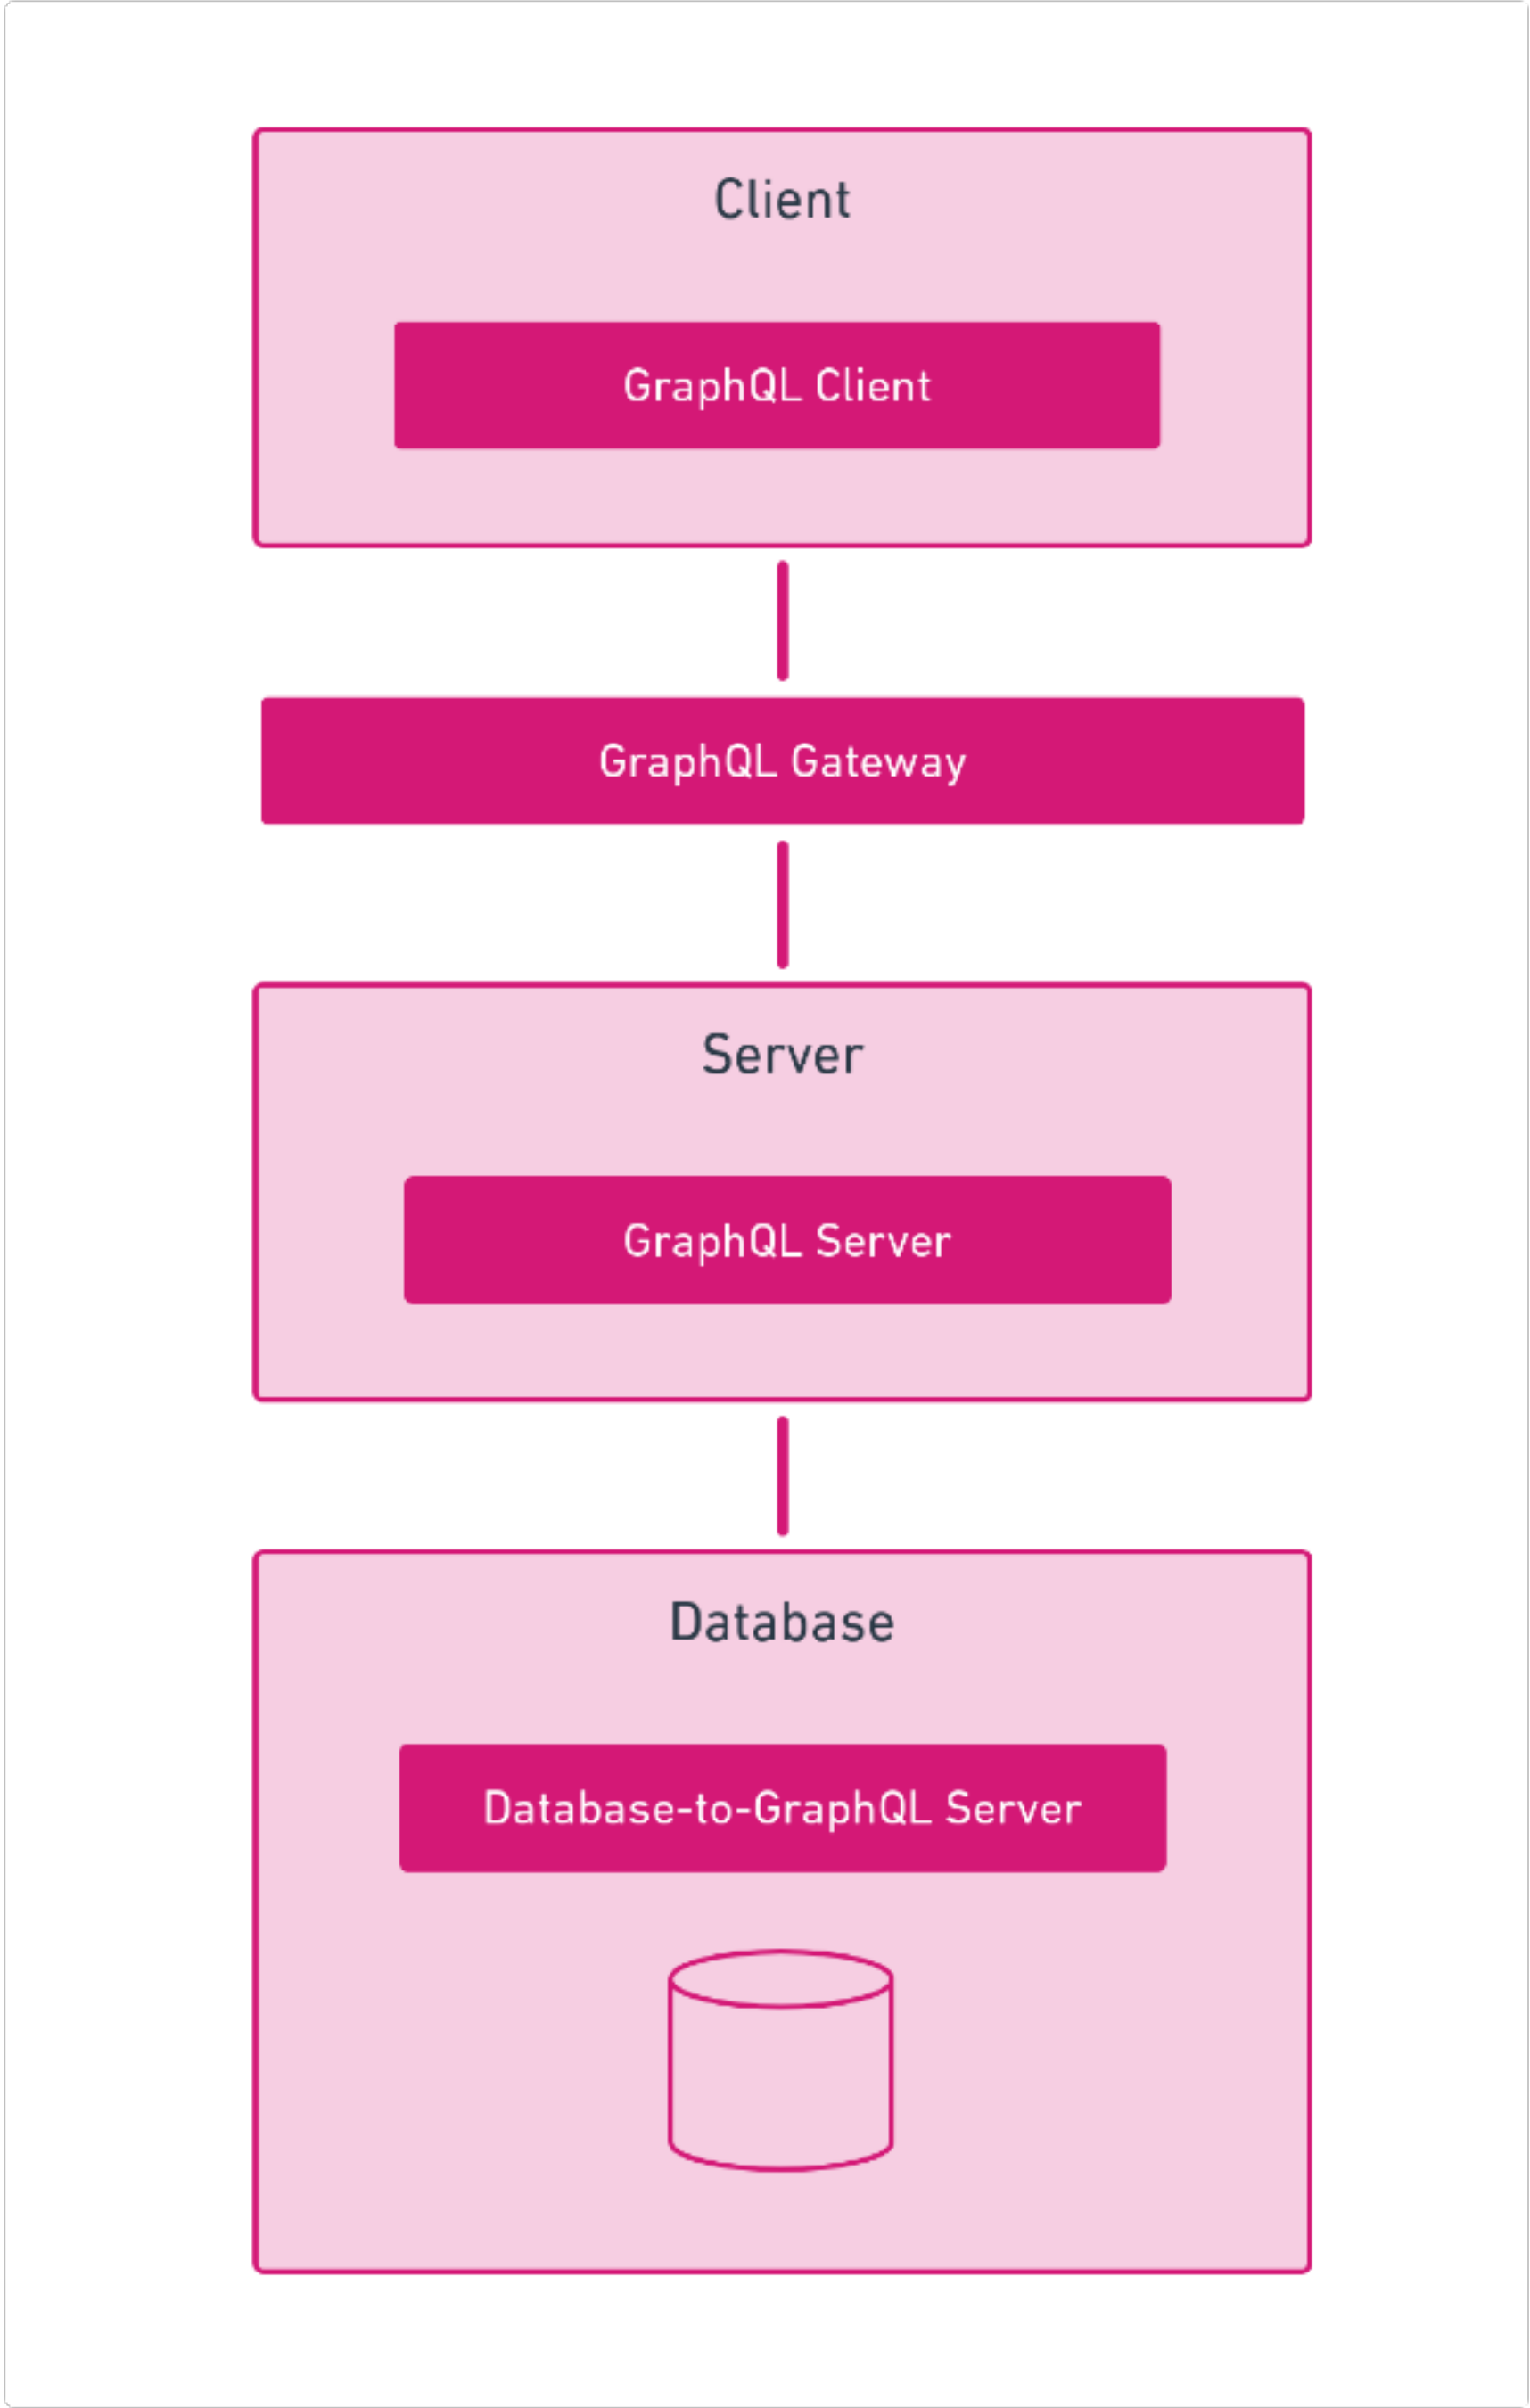 Client
GraphQL Client
GraphQL Gateway
Server
GraphQL Server
Database
Database-to-GraphQL Server